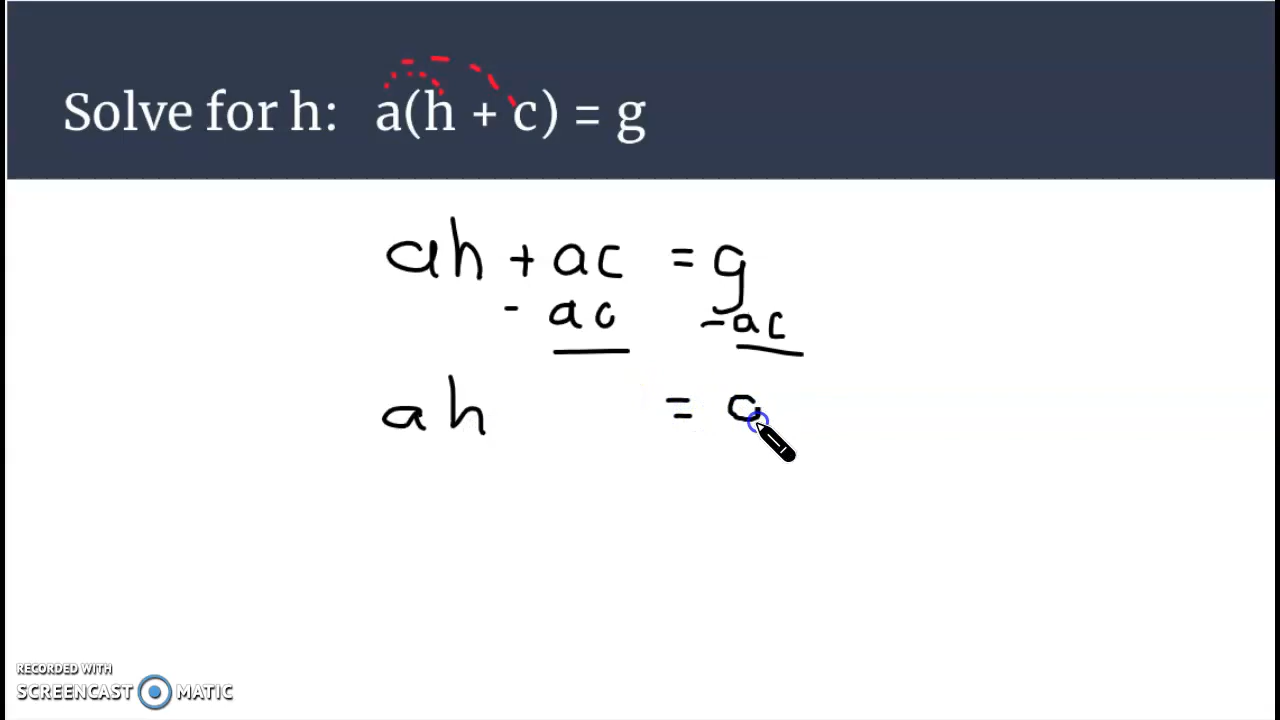 Solve for h: a(h + c) = g
ah + ac = g
- ac -ac
ah =
RECORDED WITH
SCREENCAST MATIC